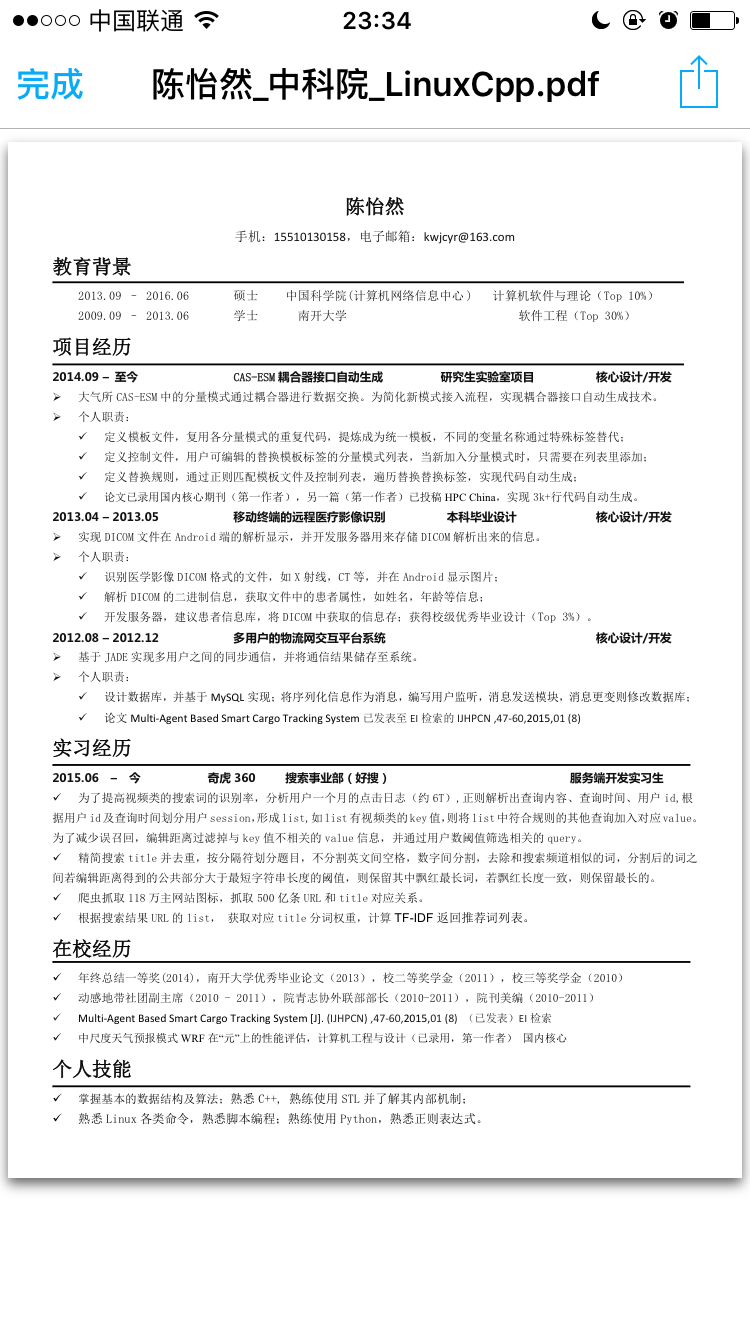 中国联通 23:34
完成 陈怡然_中科院_LinuxCpp.pdf
陈怡然
手机：15510130158，电子邮箱：kwjcyr@163.com
教育背景
2013.09 – 2016.06 硕士 中国科学院(计算机网络信息中心) 计算机软件与理论（Top 10%）
2009.09 – 2013.06 学士 南开大学 软件工程（Top 30%）
项目经历
2014.09 – 至今 CAS-ESM 耦合器接口自动生成 研究生实验室项目 核心设计/开发
➢ 大气所 CAS-ESM 中的分量模式通过耦合器进行数据交换。为简化新模式接入流程，实现耦合器接口自动生成技术。
➢ 个人职责：
✓ 定义模板文件，复用各分量模式的重复代码，提炼成为统一模板，不同的变量名称通过特殊标签替代；
✓ 定义控制文件，用户可编辑的替换模板标签的分量模式列表，当新加入分量模式时，只需要在列表里添加；
✓ 定义替换规则，通过正则匹配模板文件及控制列表，遍历替换替换标签，实现代码自动生成；
✓ 论文已录用国内核心期刊（第一作者），另一篇（第一作者）已投稿 HPC China，实现 3k+行代码自动生成。
2013.04 – 2013.05 移动终端的远程医疗影像识别 本科毕业设计 核心设计/开发
➢ 实现 DICOM 文件在 Android 端的解析显示，并开发服务器用来存储 DICOM 解析出来的信息。
➢ 个人职责：
✓ 识别医学影像 DICOM 格式的文件，如 X 射线，CT 等，并在 Android 显示图片；
✓ 解析 DICOM 的二进制信息，获取文件中的患者属性，如姓名，年龄等信息；
✓ 开发服务器，建议患者信息库，将 DICOM 中获取的信息存；获得校级优秀毕业设计（Top 3%）。
2012.08 – 2012.12 多用户的物流网交互平台系统 核心设计/开发
➢ 基于 JADE 实现多用户之间的同步通信，并将通信结果储存至系统。
➢ 个人职责：
✓ 设计数据库，并基于 MySQL 实现；将序列化信息作为消息，编写用户监听，消息发送模块，消息更变则修改数据库；
✓ 论文 Multi-Agent Based Smart Cargo Tracking System 已发表至 EI 检索的 IJHPCN ,47-60,2015,01 (8)
实习经历
2015.06 – 今 奇虎 360 搜索事业部（好搜） 服务端开发实习生
✓ 为了提高视频类的搜索词的识别率，分析用户一个月的点击日志（约 6T）,正则解析出查询内容、查询时间、用户 id,根
据用户 id 及查询时间划分用户 session,形成 list,如 list 有视频类的 key 值,则将 list 中符合规则的其他查询加入对应 value。
为了减少误召回，编辑距离过滤掉与 key 值不相关的 value 信息，并通过用户数阈值筛选相关的 query。
✓ 精简搜索 title 并去重，按分隔符划分题目，不分割英文间空格，数字间分割，去除和搜索频道相似的词，分割后的词之
间若编辑距离得到的公共部分大于最短字符串长度的阈值，则保留其中飘红最长词，若飘红长度一致，则保留最长的。
✓ 爬虫抓取 118 万主网站图标，抓取 500 亿条 URL 和 title 对应关系。
✓ 根据搜索结果 URL 的 list， 获取对应 title 分词权重，计算 TF-IDF 返回推荐词列表。
在校经历
✓ 年终总结一等奖(2014)，南开大学优秀毕业论文（2013），校二等奖学金（2011），校三等奖学金（2010）
✓ 动感地带社团副主席（2010 - 2011），院青志协外联部部长（2010-2011），院刊美编（2010-2011）
✓ Multi-Agent Based Smart Cargo Tracking System [J]. (IJHPCN) ,47-60,2015,01 (8) （已发表）EI 检索
✓ 中尺度天气预报模式 WRF 在“元”上的性能评估，计算机工程与设计（已录用，第一作者） 国内核心
个人技能
✓ 掌握基本的数据结构及算法；熟悉 C++, 熟练使用 STL 并了解其内部机制；
✓ 熟悉 Linux 各类命令，熟悉脚本编程；熟练使用 Python，熟悉正则表达式。